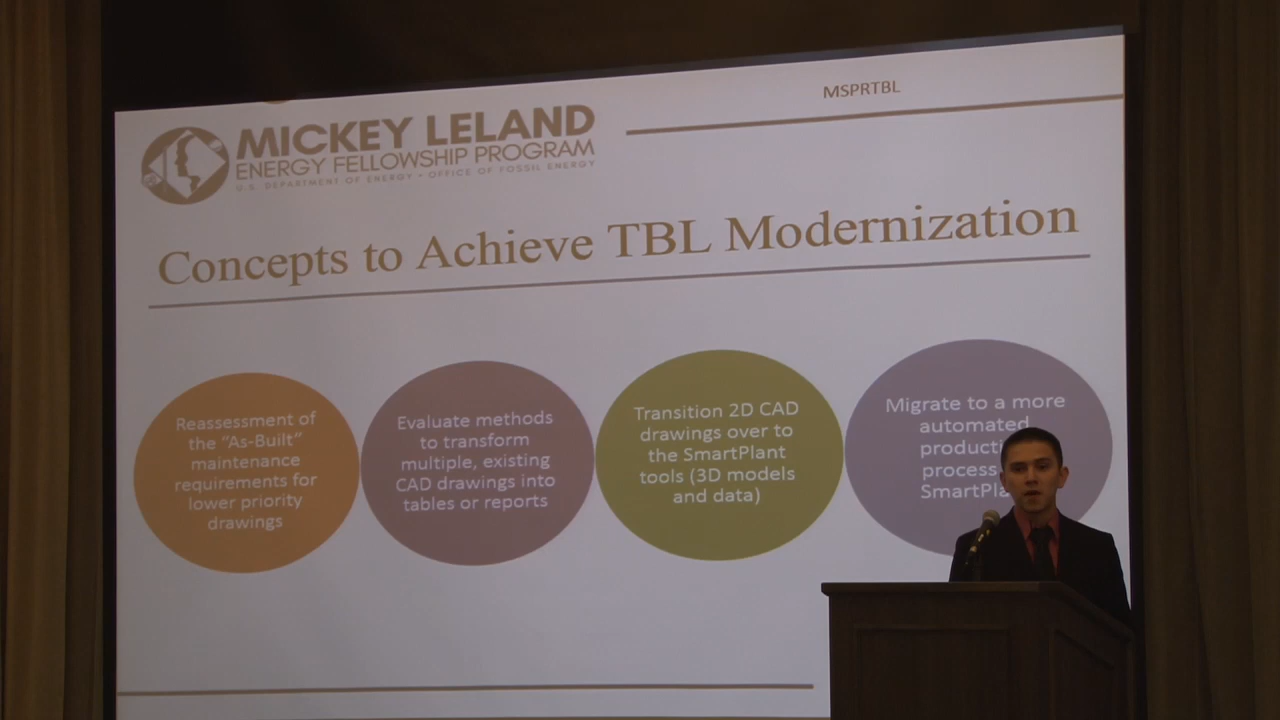 MSPRTBL
MICKEY LELAND
ENERGY FELLOWSHIP PROGRAM
U.S. DEPARTMENT OF ENERGY • OFFICE OF FOSSIL ENERGY
Concepts to Achieve TBL Modernization
Reassessment of
the "As-Built"
maintenance
requirements for
lower priority
drawings
Evaluate methods
to transform
multiple, existing
CAD drawings into
tables or reports
Transition 2D CAD
drawings over to
the SmartPlant
tools (3D models
and data)
Migrate to a more
automated
process